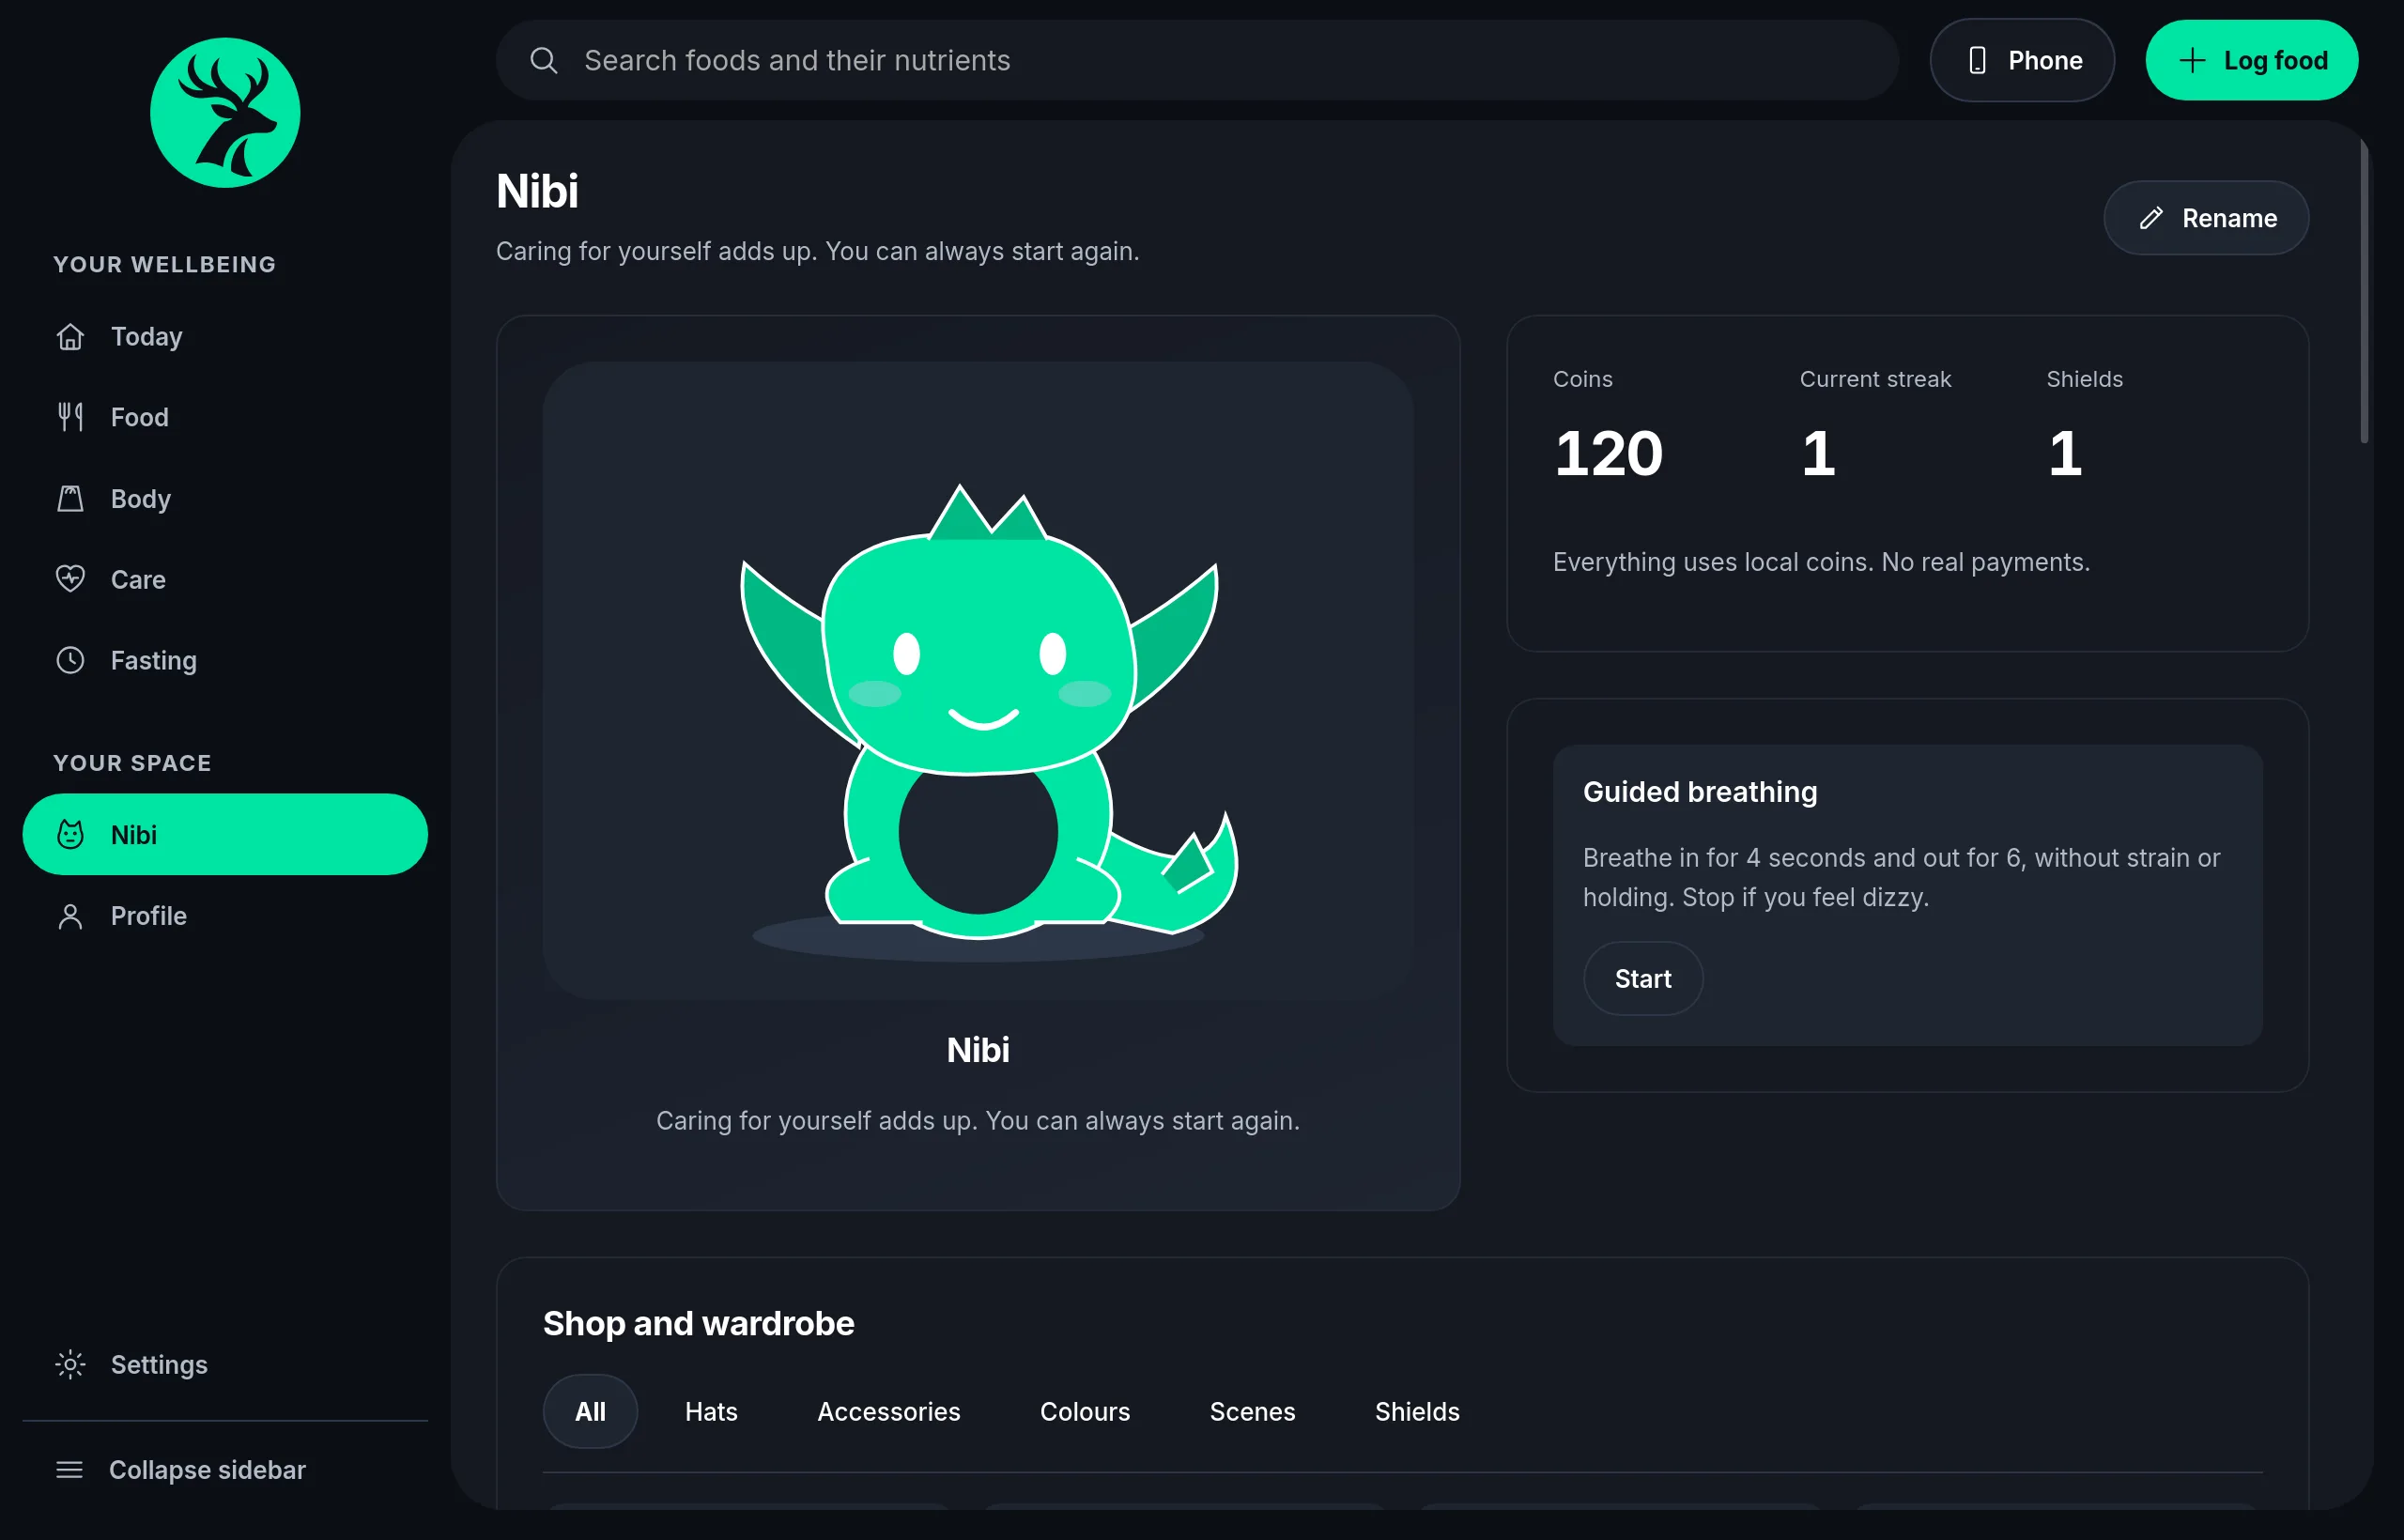 YOUR WELLBEING
Today
Food
Body
Care
Fasting
YOUR SPACE
Nibi
Profile
Settings
Collapse sidebar
Search foods and their nutrients
Phone
Log food
Nibi
Caring for yourself adds up. You can always start again.
Rename
Nibi
Caring for yourself adds up. You can always start again.
Coins
Current streak
Shields
120
1
1
Everything uses local coins. No real payments.
Guided breathing
Breathe in for 4 seconds and out for 6, without strain or
holding. Stop if you feel dizzy.
Start
Shop and wardrobe
All
Hats
Accessories
Colours
Scenes
Shields